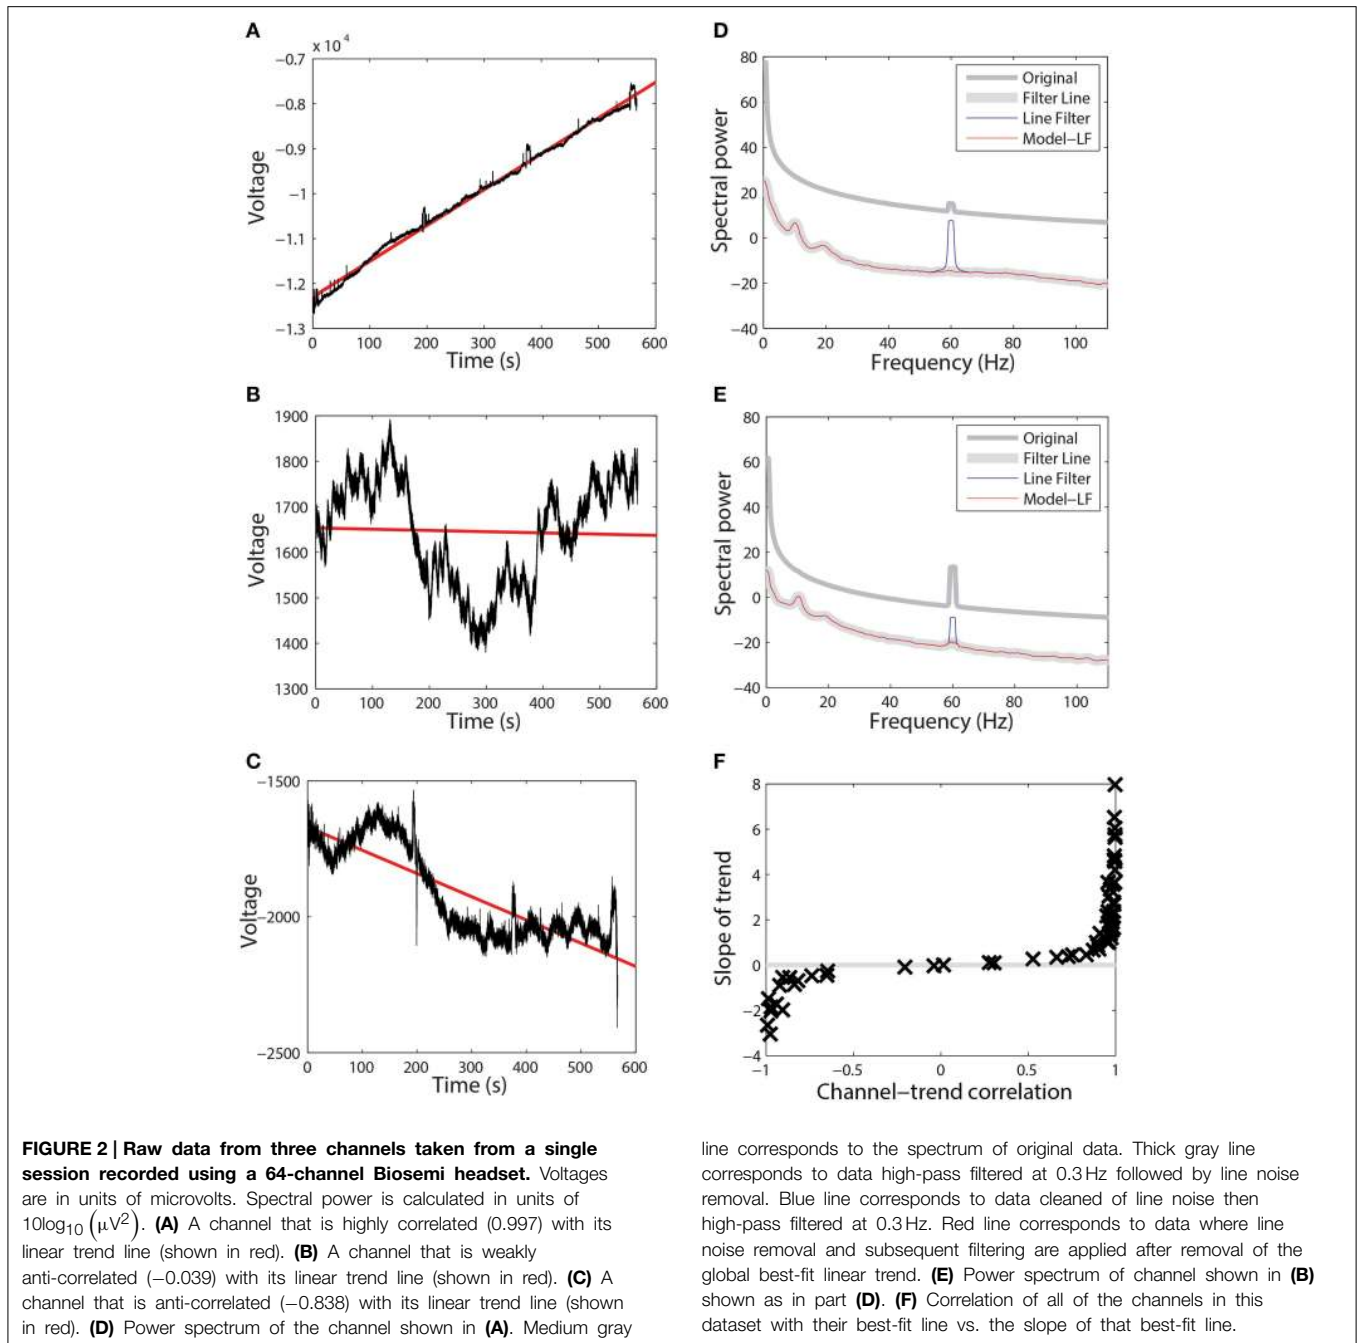 A
x 10⁴
−0.7
−0.8
−0.9
−1
−1.1
−1.2
−1.3
Voltage
0 100 200 300 400 500 600
Time (s)
D
80
60
40
20
0
−20
−40
Spectral power
Original
Filter Line
Line Filter
Model−LF
0 20 40 60 80 100
Frequency (Hz)
B
1900
1800
1700
1600
1500
1400
1300
Voltage
0 100 200 300 400 500 600
Time (s)
E
80
60
40
20
0
−20
−40
Spectral power
Original
Filter Line
Line Filter
Model−LF
0 20 40 60 80 100
Frequency (Hz)
C
−1500
−2000
−2500
Voltage
0 100 200 300 400 500 600
Time (s)
F
8
6
4
2
0
−2
−4
Slope of trend
−1 −0.5 0 0.5 1
Channel−trend correlation
FIGURE 2 | Raw data from three channels taken from a single
session recorded using a 64-channel Biosemi headset. Voltages
are in units of microvolts. Spectral power is calculated in units of
10log₁₀ (μV²). (A) A channel that is highly correlated (0.997) with its
linear trend line (shown in red). (B) A channel that is weakly
anti-correlated (−0.039) with its linear trend line (shown in red). (C) A
channel that is anti-correlated (−0.838) with its linear trend line (shown
in red). (D) Power spectrum of the channel shown in (A). Medium gray
line corresponds to the spectrum of original data. Thick gray line
corresponds to data high-pass filtered at 0.3 Hz followed by line noise
removal. Blue line corresponds to data cleaned of line noise then
high-pass filtered at 0.3 Hz. Red line corresponds to data where line
noise removal and subsequent filtering are applied after removal of the
global best-fit linear trend. (E) Power spectrum of channel shown in (B)
shown as in part (D). (F) Correlation of all of the channels in this
dataset with their best-fit line vs. the slope of that best-fit line.